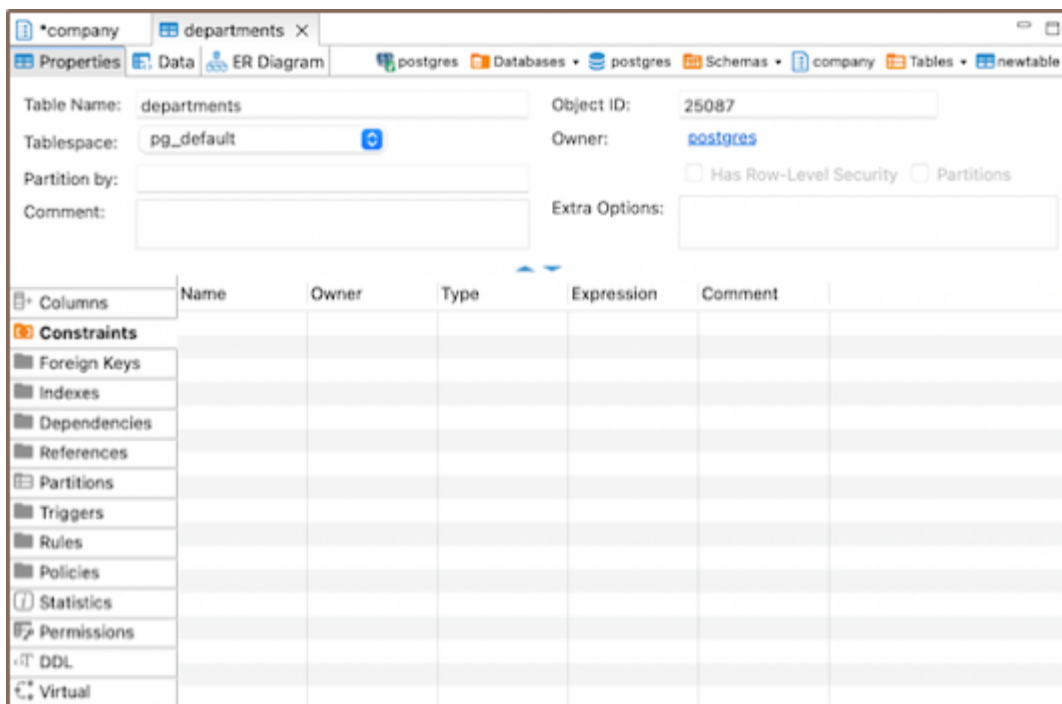 *company departments
Properties Data ER Diagram postgres Databases postgres Schemas company Tables newtable
Table Name: departments Object ID: 25087
Tablespace: pg_default Owner: postgres
Partition by: Has Row-Level Security Partitions
Comment: Extra Options:
Name Owner Type Expression Comment
Columns
Constraints
Foreign Keys
Indexes
Dependencies
References
Partitions
Triggers
Rules
Policies
Statistics
Permissions
DDL
Virtual